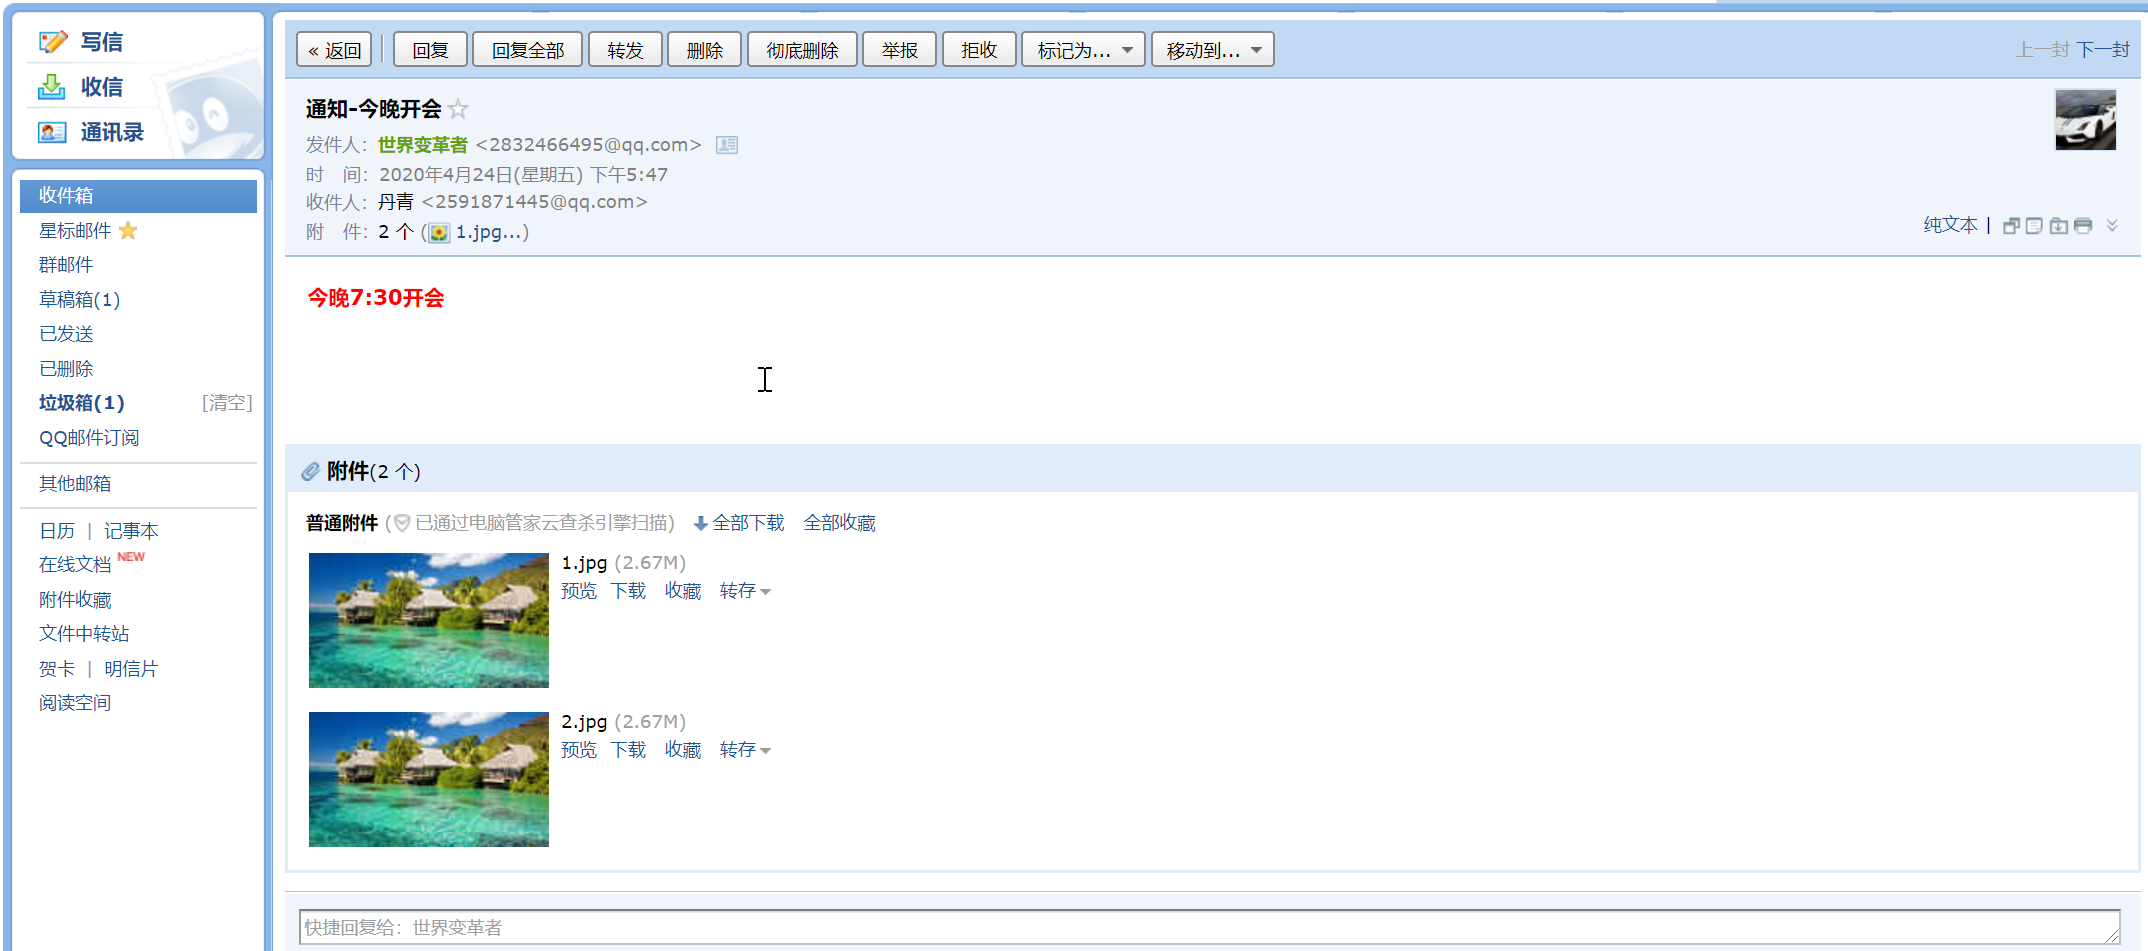 写信
收信
通讯录
收件箱
星标邮件
群邮件
草稿箱(1)
已发送
已删除
垃圾箱(1) [清空]
QQ邮件订阅
其他邮箱
日历 | 记事本
在线文档 NEW
附件收藏
文件中转站
贺卡 | 明信片
阅读空间
« 返回 回复 回复全部 转发 删除 彻底删除 举报 拒收 标记为... 移动到... 上一封 下一封
通知-今晚开会
发件人：世界变革者 <2832466495@qq.com>
时 间：2020年4月24日(星期五) 下午5:47
收件人：丹青 <2591871445@qq.com>
附 件：2 个 (1.jpg...)
纯文本 |
今晚7:30开会
附件(2 个)
普通附件 (已通过电脑管家云查杀引擎扫描) 全部下载 全部收藏
1.jpg (2.67M)
预览 下载 收藏 转存
2.jpg (2.67M)
预览 下载 收藏 转存
快捷回复给：世界变革者